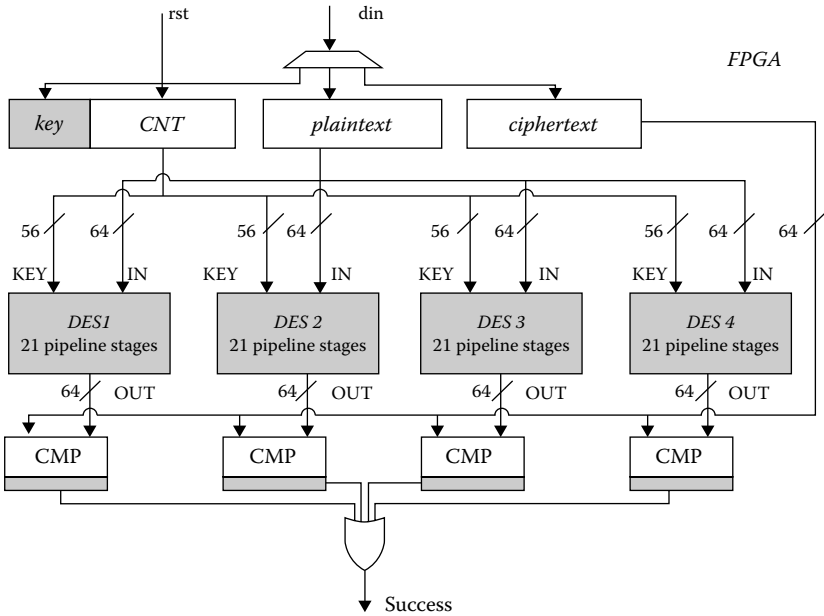 rst
din
FPGA
key
CNT
plaintext
ciphertext
56
64
56
64
56
64
56
64
64
KEY
IN
KEY
IN
KEY
IN
KEY
IN
DES1
21 pipeline stages
DES 2
21 pipeline stages
DES 3
21 pipeline stages
DES 4
21 pipeline stages
64
OUT
64
OUT
64
OUT
64
OUT
CMP
CMP
CMP
CMP
Success